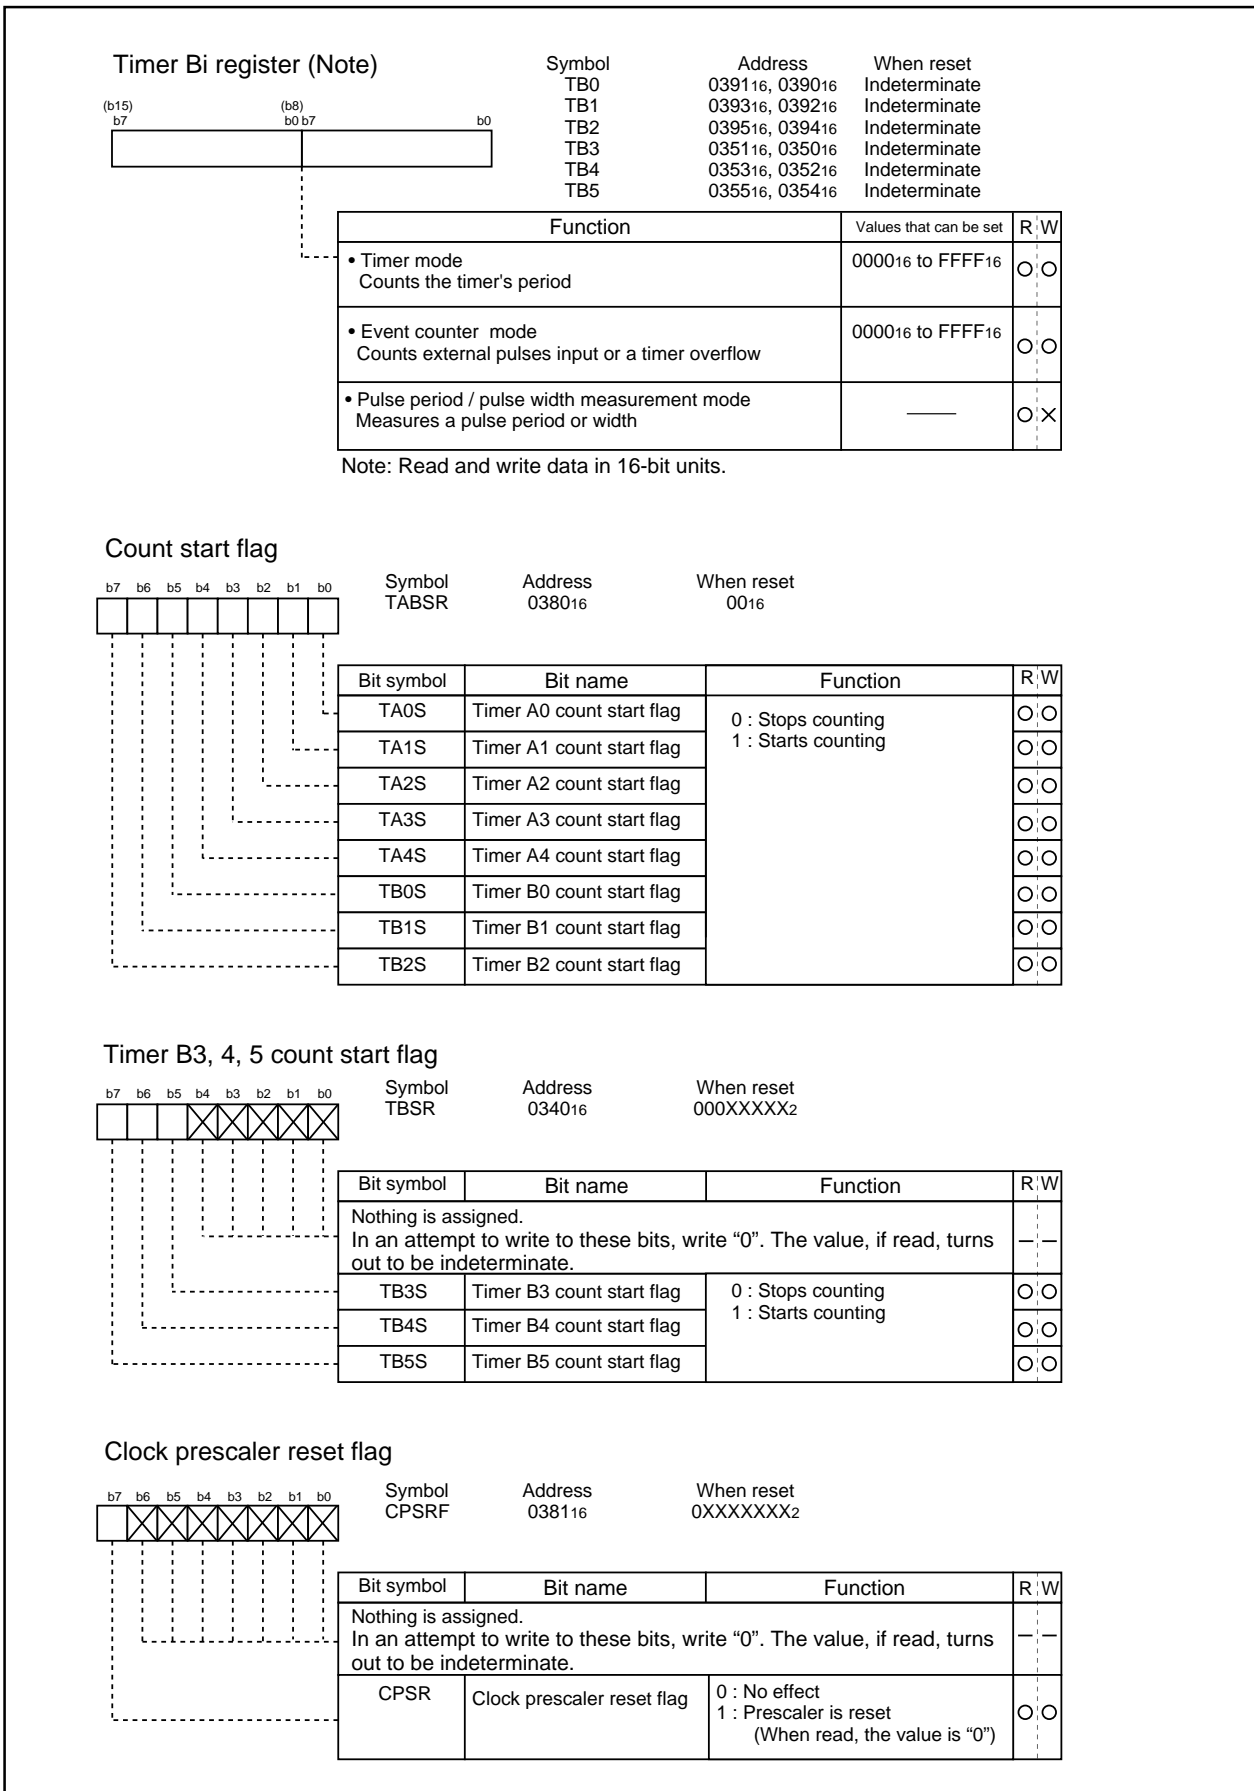 Timer Bi register (Note)
Symbol Address When reset
TB0 039116, 039016 Indeterminate
TB1 039316, 039216 Indeterminate
TB2 039516, 039416 Indeterminate
TB3 035116, 035016 Indeterminate
TB4 035316, 035216 Indeterminate
TB5 035516, 035416 Indeterminate
(b15) (b8)
b7 b0 b7 b0
Function Values that can be set R W
• Timer mode 000016 to FFFF16
Counts the timer's period
• Event counter mode 000016 to FFFF16
Counts external pulses input or a timer overflow
• Pulse period / pulse width measurement mode
Measures a pulse period or width
Note: Read and write data in 16-bit units.
Count start flag
b7 b6 b5 b4 b3 b2 b1 b0
Symbol Address When reset
TABSR 038016 0016
Bit symbol Bit name Function R W
TA0S Timer A0 count start flag 0 : Stops counting
TA1S Timer A1 count start flag 1 : Starts counting
TA2S Timer A2 count start flag
TA3S Timer A3 count start flag
TA4S Timer A4 count start flag
TB0S Timer B0 count start flag
TB1S Timer B1 count start flag
TB2S Timer B2 count start flag
Timer B3, 4, 5 count start flag
b7 b6 b5 b4 b3 b2 b1 b0
Symbol Address When reset
TBSR 034016 000XXXXX2
Bit symbol Bit name Function R W
Nothing is assigned.
In an attempt to write to these bits, write “0”. The value, if read, turns
out to be indeterminate.
TB3S Timer B3 count start flag 0 : Stops counting
TB4S Timer B4 count start flag 1 : Starts counting
TB5S Timer B5 count start flag
Clock prescaler reset flag
b7 b6 b5 b4 b3 b2 b1 b0
Symbol Address When reset
CPSRF 038116 0XXXXXXX2
Bit symbol Bit name Function R W
Nothing is assigned.
In an attempt to write to these bits, write “0”. The value, if read, turns
out to be indeterminate.
CPSR Clock prescaler reset flag 0 : No effect
1 : Prescaler is reset
(When read, the value is “0”)